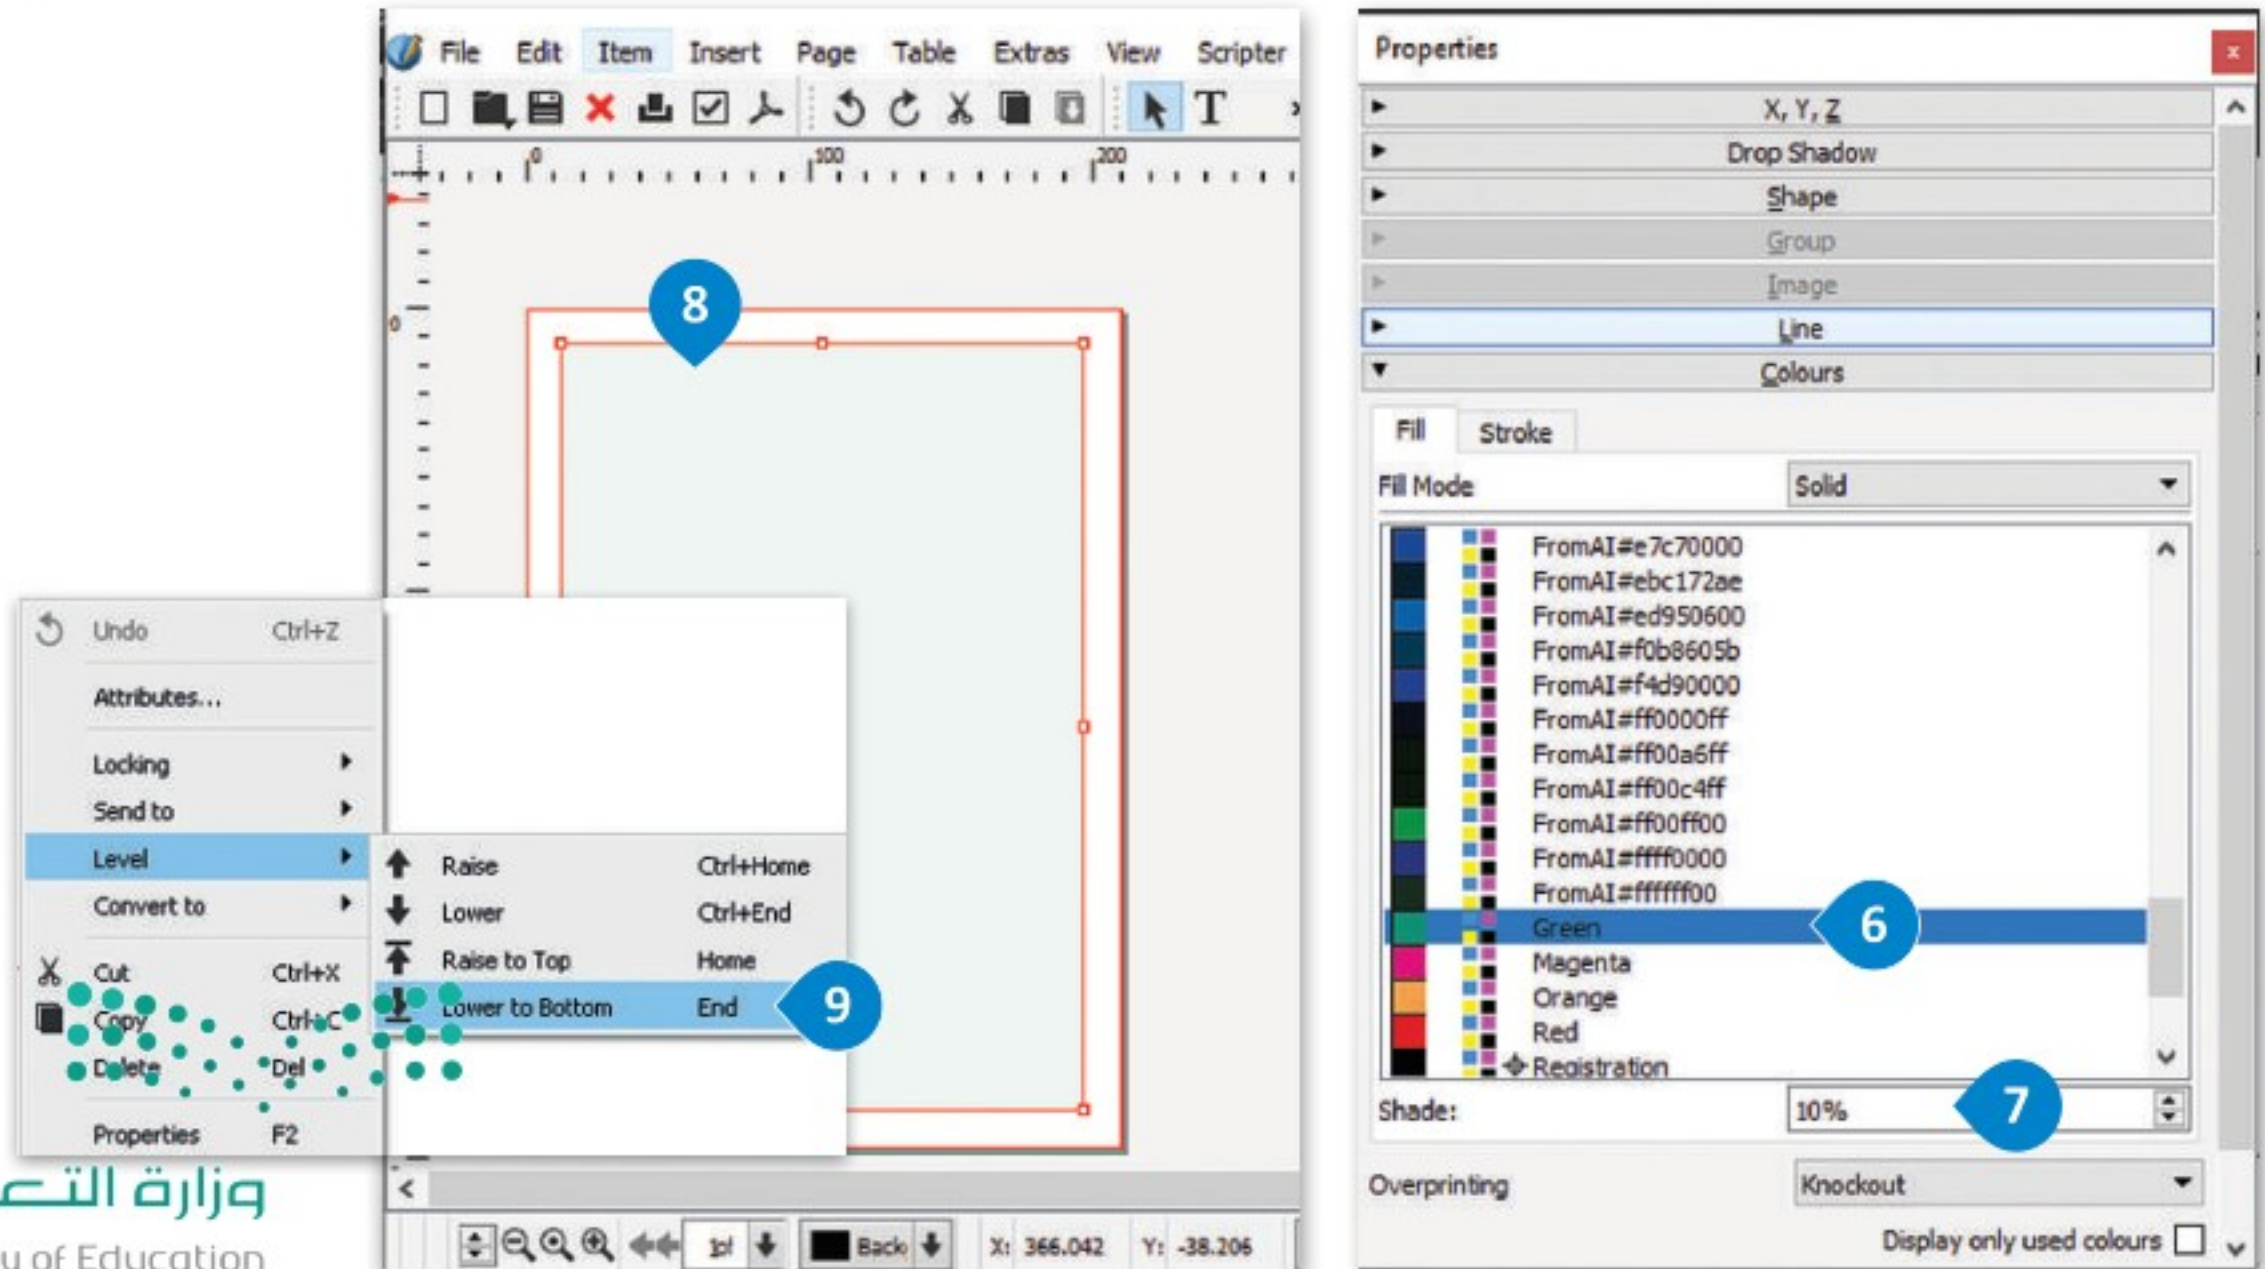 File Edit Item Insert Page Table Extras View Scripter
0 100 200
0
8
Undo Ctrl+Z
Attributes...
Locking
Send to
Level
Convert to
Cut Ctrl+X
Copy Ctrl+C
Delete Del
Properties F2
Raise Ctrl+Home
Lower Ctrl+End
Raise to Top Home
Lower to Bottom End
9
وزارة
of Education
X: 366.042 Y: -38.206
Properties
X, Y, Z
Drop Shadow
Shape
Group
Image
Line
Colours
Fill Stroke
Fill Mode Solid
FromAI#e7c70000
FromAI#ebc172ae
FromAI#ed950600
FromAI#f0b8605b
FromAI#f4d90000
FromAI#ff0000ff
FromAI#ff00a6ff
FromAI#ff00c4ff
FromAI#ff00ff00
FromAI#ffff0000
FromAI#ffffff00
Green
6
Magenta
Orange
Red
Registration
Shade: 10%
7
Overprinting Knockout
Display only used colours